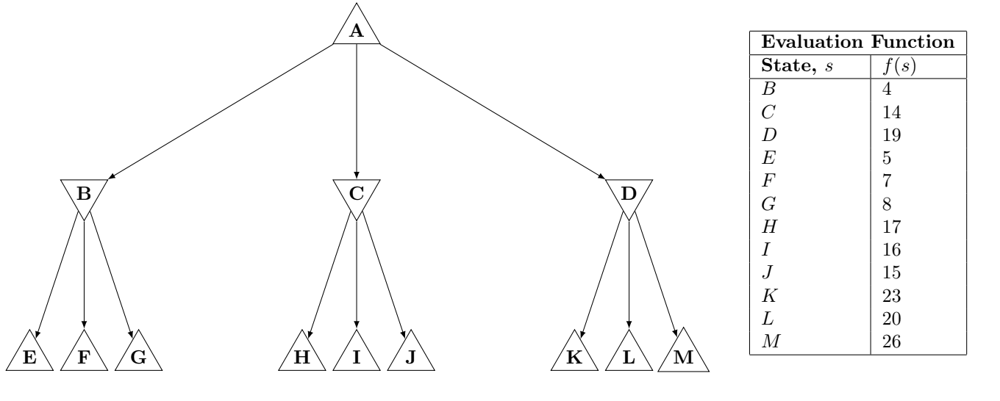 A
B C D
E F G H I J K L M
Evaluation Function
State, s f(s)
B 4
C 14
D 19
E 5
F 7
G 8
H 17
I 16
J 15
K 23
L 20
M 26